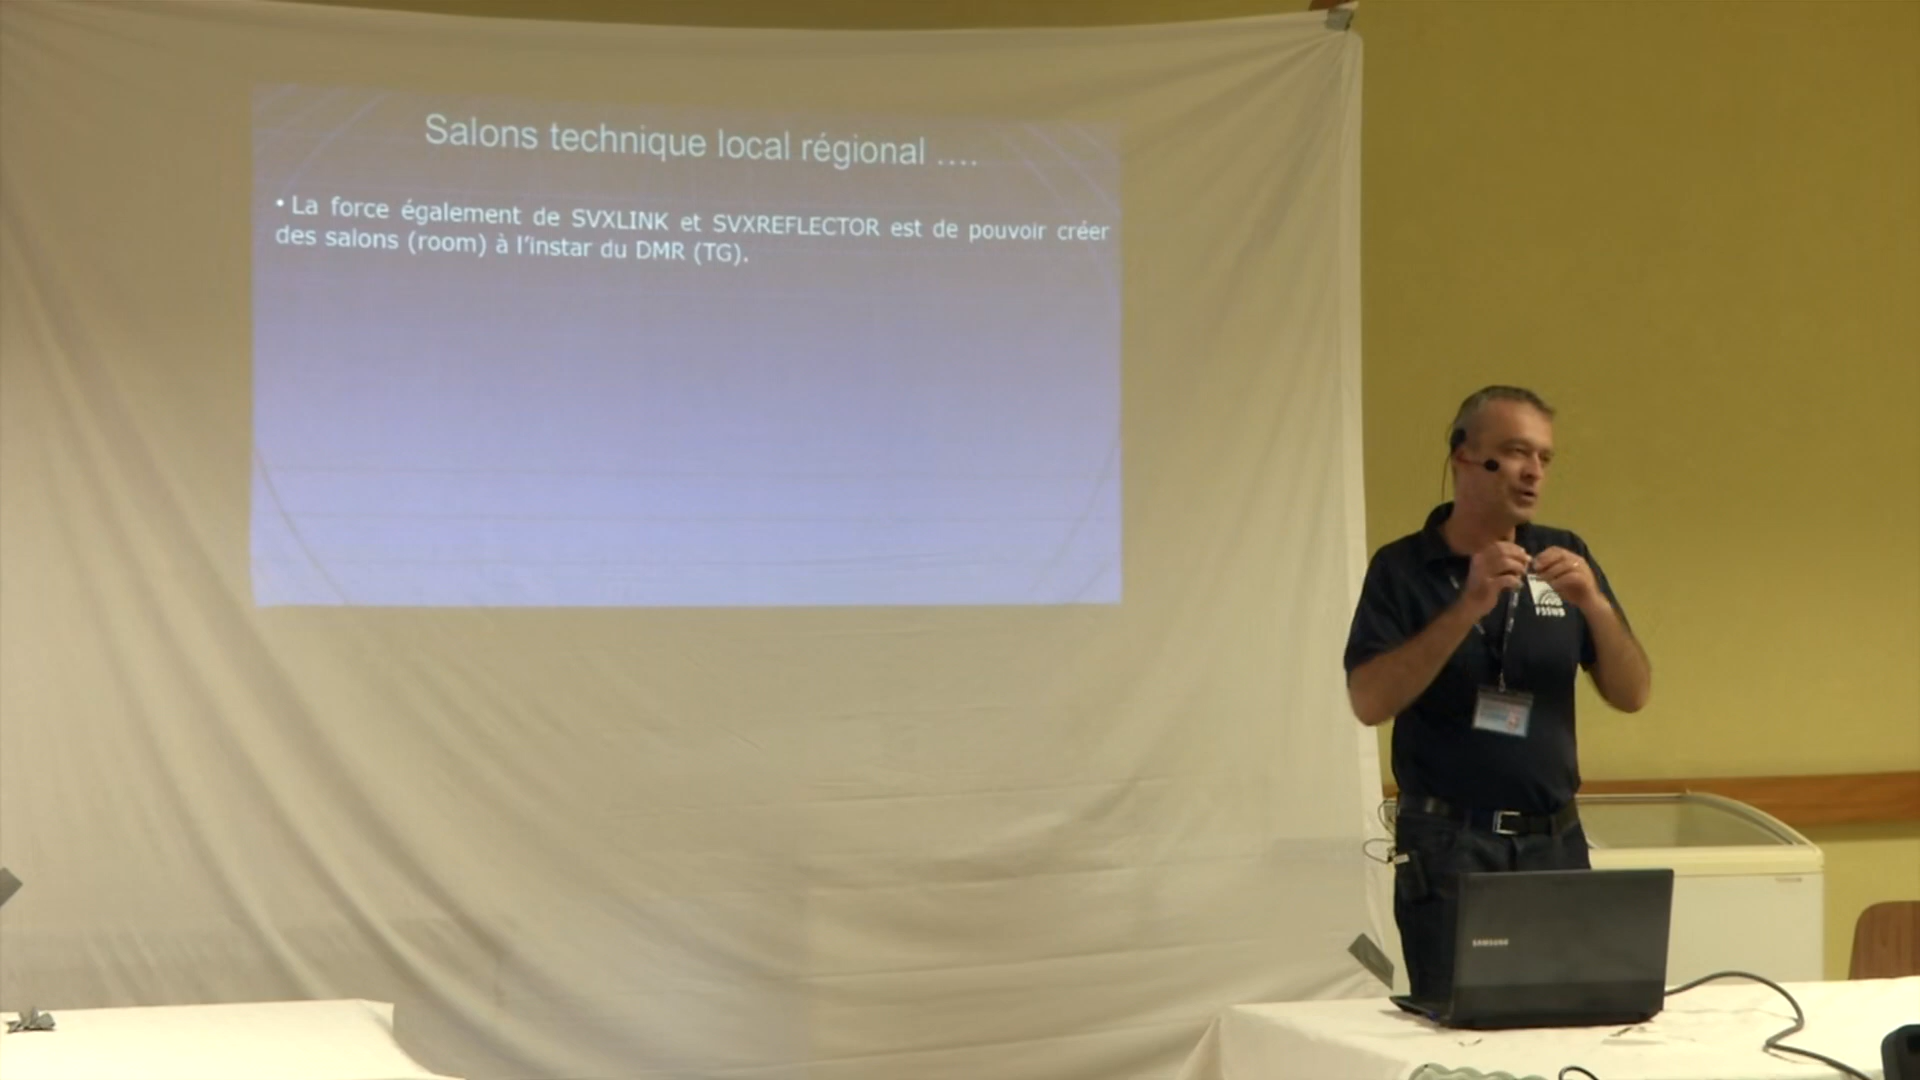 Salons technique local régional ....
• La force également de SVXLINK et SVXREFLECTOR est de pouvoir créer
des salons (room) à l'instar du DMR (TG).
SAMSUNG